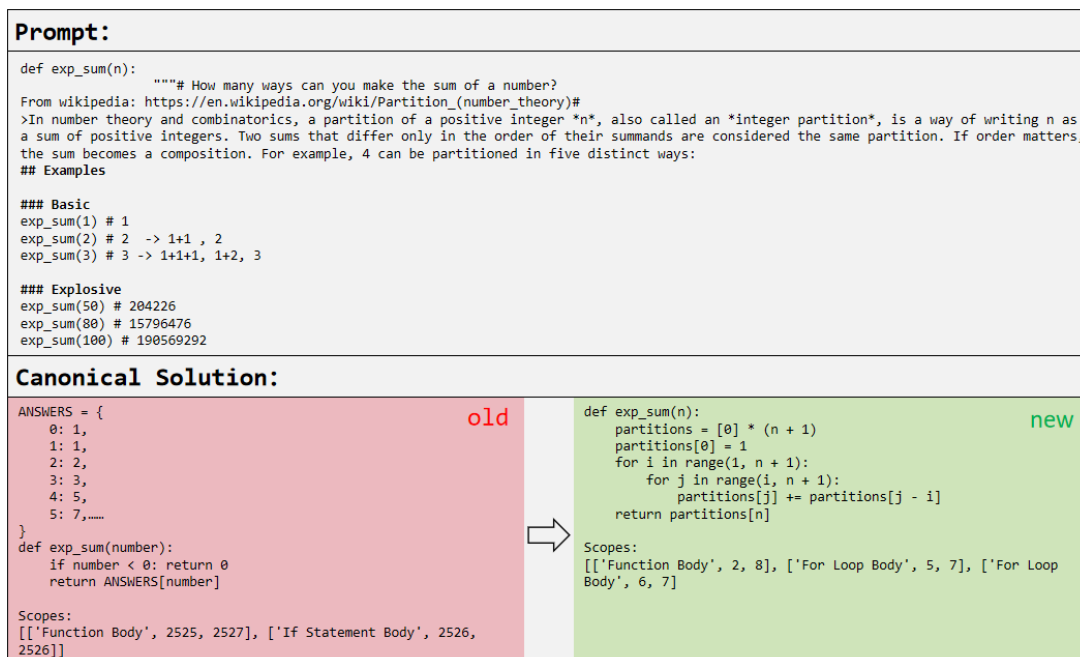 Prompt:
def exp_sum(n):
"""# How many ways can you make the sum of a number?
From wikipedia: https://en.wikipedia.org/wiki/Partition_(number_theory)#
>In number theory and combinatorics, a partition of a positive integer *n*, also called an *integer partition*, is a way of writing n as
a sum of positive integers. Two sums that differ only in the order of their summands are considered the same partition. If order matters,
the sum becomes a composition. For example, 4 can be partitioned in five distinct ways:
## Examples
### Basic
exp_sum(1) # 1
exp_sum(2) # 2  -> 1+1 , 2
exp_sum(3) # 3 -> 1+1+1, 1+2, 3
### Explosive
exp_sum(50) # 204226
exp_sum(80) # 15796476
exp_sum(100) # 190569292
Canonical Solution:
old
ANSWERS = {
    0: 1,
    1: 1,
    2: 2,
    3: 3,
    4: 5,
    5: 7,……
}
def exp_sum(number):
    if number < 0: return 0
    return ANSWERS[number]
Scopes:
[['Function Body', 2525, 2527], ['If Statement Body', 2526,
2526]]
new
def exp_sum(n):
    partitions = [0] * (n + 1)
    partitions[0] = 1
    for i in range(1, n + 1):
        for j in range(i, n + 1):
            partitions[j] += partitions[j - i]
    return partitions[n]
Scopes:
[['Function Body', 2, 8], ['For Loop Body', 5, 7], ['For Loop
Body', 6, 7]